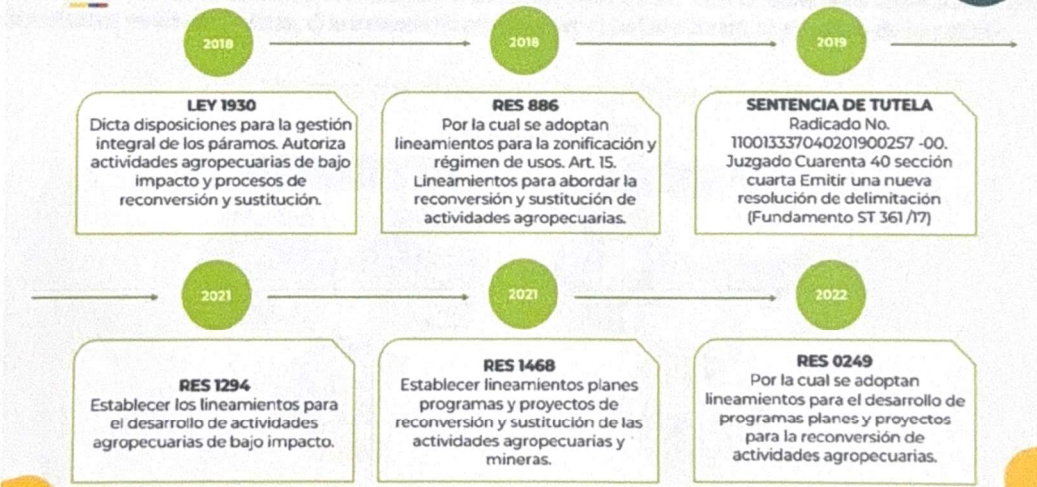 2018
2018
2019
LEY 1930
Dicta disposiciones para la gestión
integral de los páramos. Autoriza
actividades agropecuarias de bajo
impacto y procesos de
reconversión y sustitución.
RES 886
Por la cual se adoptan
lineamientos para la zonificación y
régimen de usos. Art. 15.
Lineamientos para abordar la
reconversión y sustitución de
actividades agropecuarias.
SENTENCIA DE TUTELA
Radicado No.
110013337040201900257 -00.
Juzgado Cuarenta 40 sección
cuarta Emitir una nueva
resolución de delimitación
(Fundamento ST 361 /17)
2021
2021
2022
RES 1294
Establecer los lineamientos para
el desarrollo de actividades
agropecuarias de bajo impacto.
RES 1468
Establecer lineamientos planes
programas y proyectos de
reconversión y sustitución de las
actividades agropecuarias y
mineras.
RES 0249
Por la cual se adoptan
lineamientos para el desarrollo de
programas planes y proyectos
para la reconversión de
actividades agropecuarias.